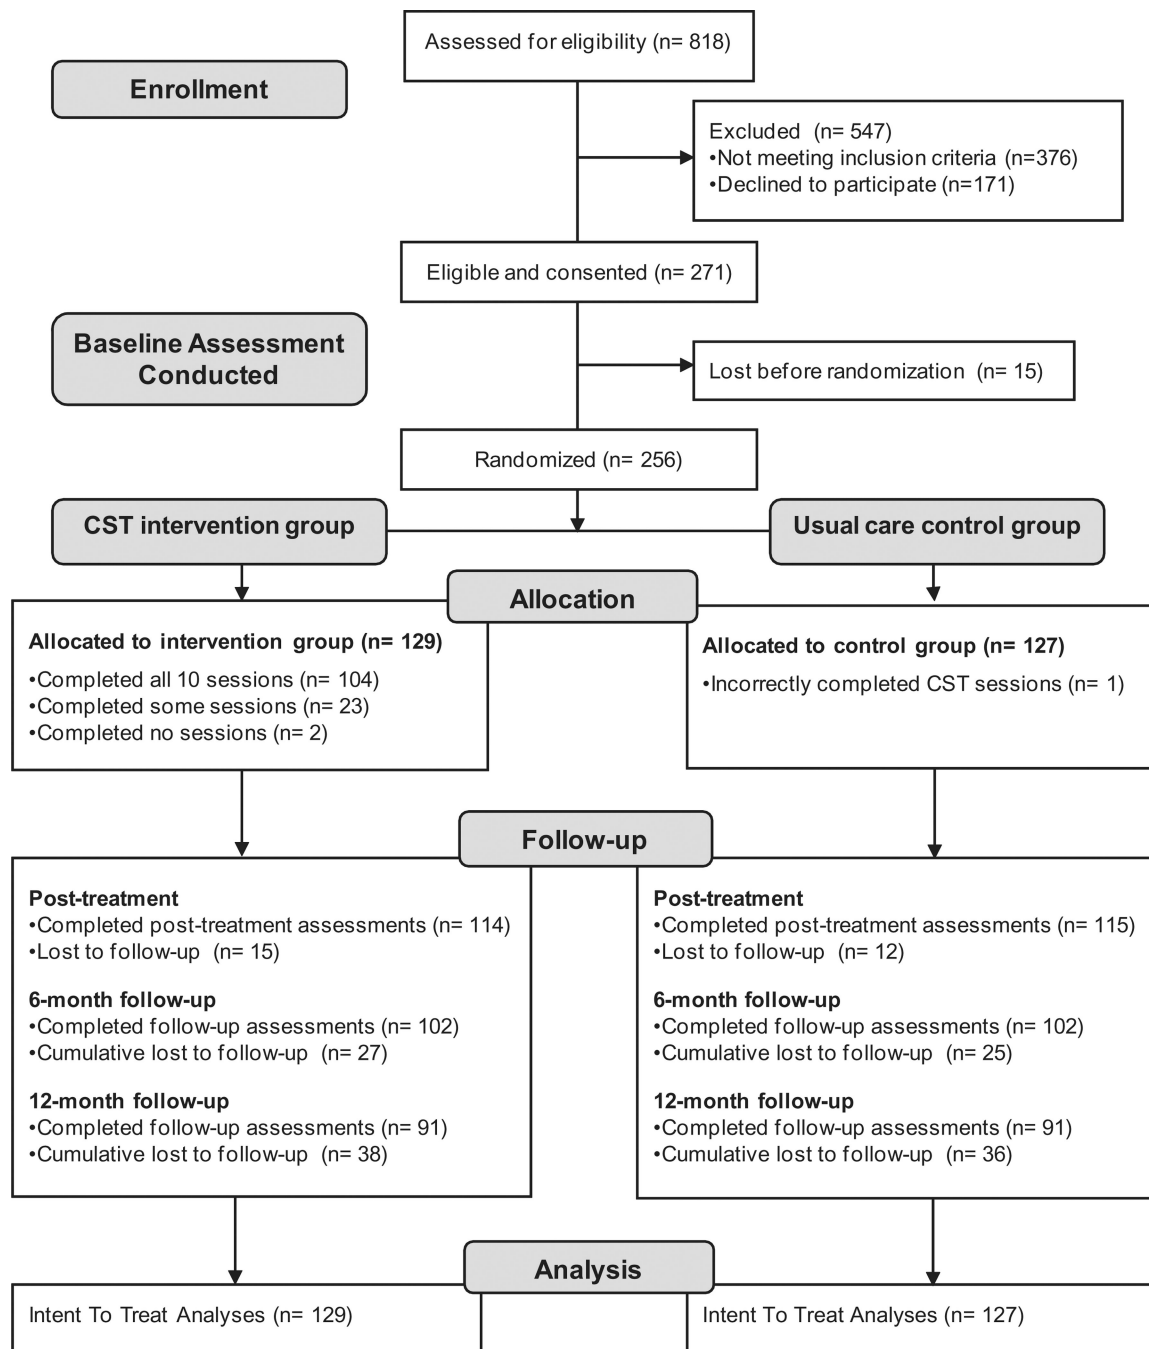 Assessed for eligibility (n= 818)
Enrollment
Excluded (n= 547)
•Not meeting inclusion criteria (n=376)
•Declined to participate (n=171)
Eligible and consented (n= 271)
Baseline Assessment
Conducted
Lost before randomization (n= 15)
Randomized (n= 256)
CST intervention group
Usual care control group
Allocation
Allocated to intervention group (n= 129)
•Completed all 10 sessions (n= 104)
•Completed some sessions (n= 23)
•Completed no sessions (n= 2)
Allocated to control group (n= 127)
•Incorrectly completed CST sessions (n= 1)
Follow-up
Post-treatment
•Completed post-treatment assessments (n= 114)
•Lost to follow-up (n= 15)
6-month follow-up
•Completed follow-up assessments (n= 102)
•Cumulative lost to follow-up (n= 27)
12-month follow-up
•Completed follow-up assessments (n= 91)
•Cumulative lost to follow-up (n= 38)
Post-treatment
•Completed post-treatment assessments (n= 115)
•Lost to follow-up (n= 12)
6-month follow-up
•Completed follow-up assessments (n= 102)
•Cumulative lost to follow-up (n= 25)
12-month follow-up
•Completed follow-up assessments (n= 91)
•Cumulative lost to follow-up (n= 36)
Analysis
Intent To Treat Analyses (n= 129)
Intent To Treat Analyses (n= 127)